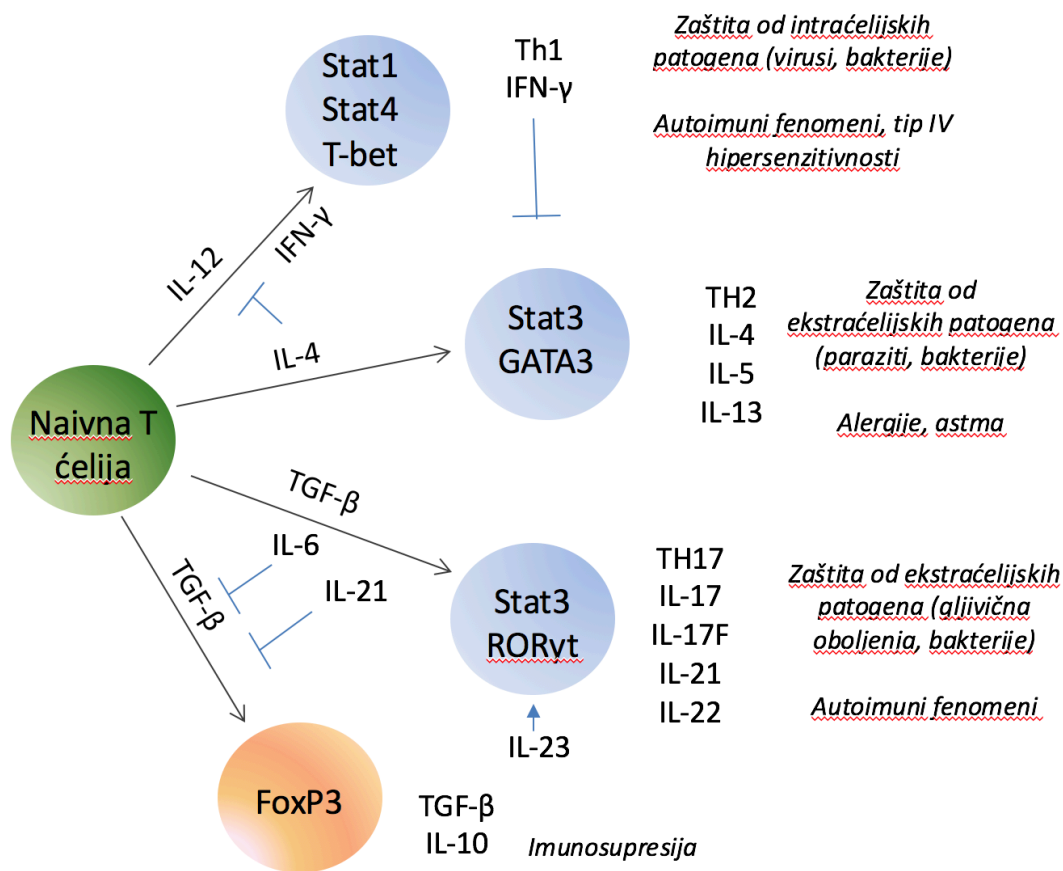 Stat1
Stat4
T-bet
Th1
IFN-γ
Zaštita od intraćelijskih
patogena (virusi, bakterije)
Autoimuni fenomeni, tip IV
hipersenzitivnosti
IL-12
IFN-γ
IL-4
Stat3
GATA3
TH2
IL-4
IL-5
IL-13
Zaštita od
ekstraćelijskih patogena
(paraziti, bakterije)
Alergije, astma
Naivna T
ćelija
TGF-β
IL-6
IL-21
TGF-β
Stat3
RORγt
IL-23
TH17
IL-17
IL-17F
IL-21
IL-22
Zaštita od ekstraćelijskih
patogena (gljivična
oboljenja, bakterije)
Autoimuni fenomeni
FoxP3
TGF-β
IL-10
Imunosupresija